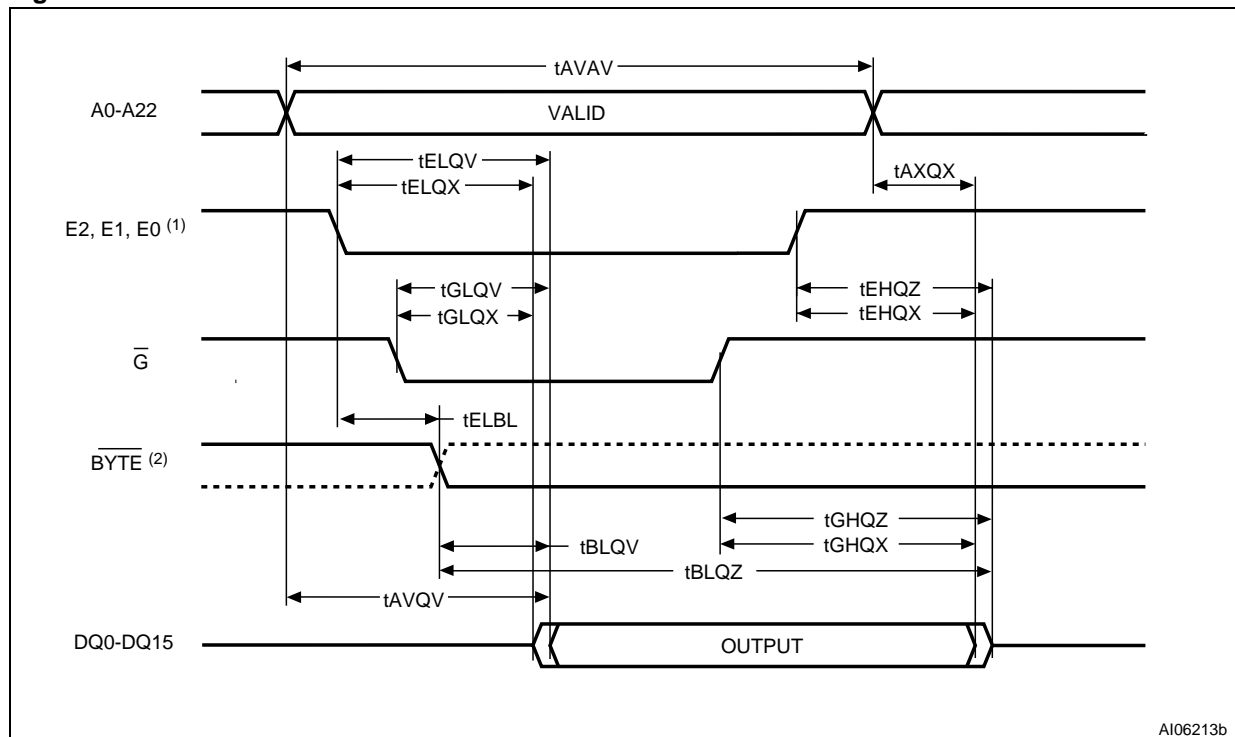 tAVAV
A0-A22
VALID
tELQV
tAXQX
tELQX
E2, E1, E0 (1)
tGLQV
tEHQZ
tGLQX
tEHQX
G
tELBL
BYTE (2)
tGHQZ
tBLQV
tGHQX
tBLQZ
tAVQV
DQ0-DQ15
OUTPUT
AI06213b